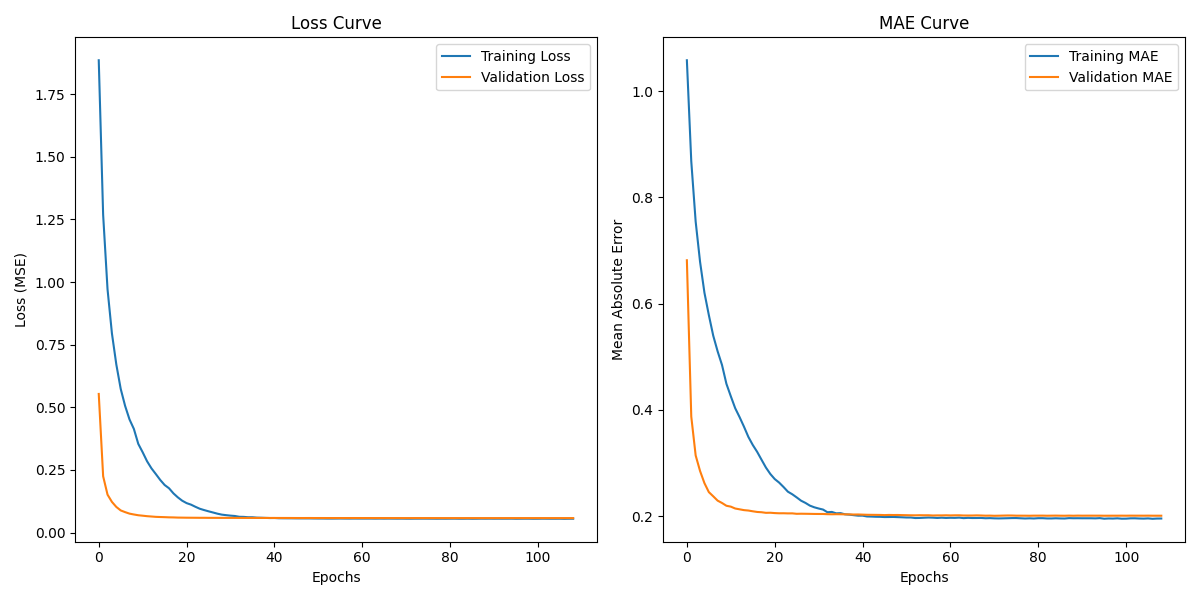 Loss Curve
Training Loss
Validation Loss
1.75
1.50
1.25
1.00
0.75
0.50
0.25
0.00
Loss (MSE)
0 20 40 60 80 100
Epochs
MAE Curve
Training MAE
Validation MAE
1.0
0.8
0.6
0.4
0.2
Mean Absolute Error
0 20 40 60 80 100
Epochs